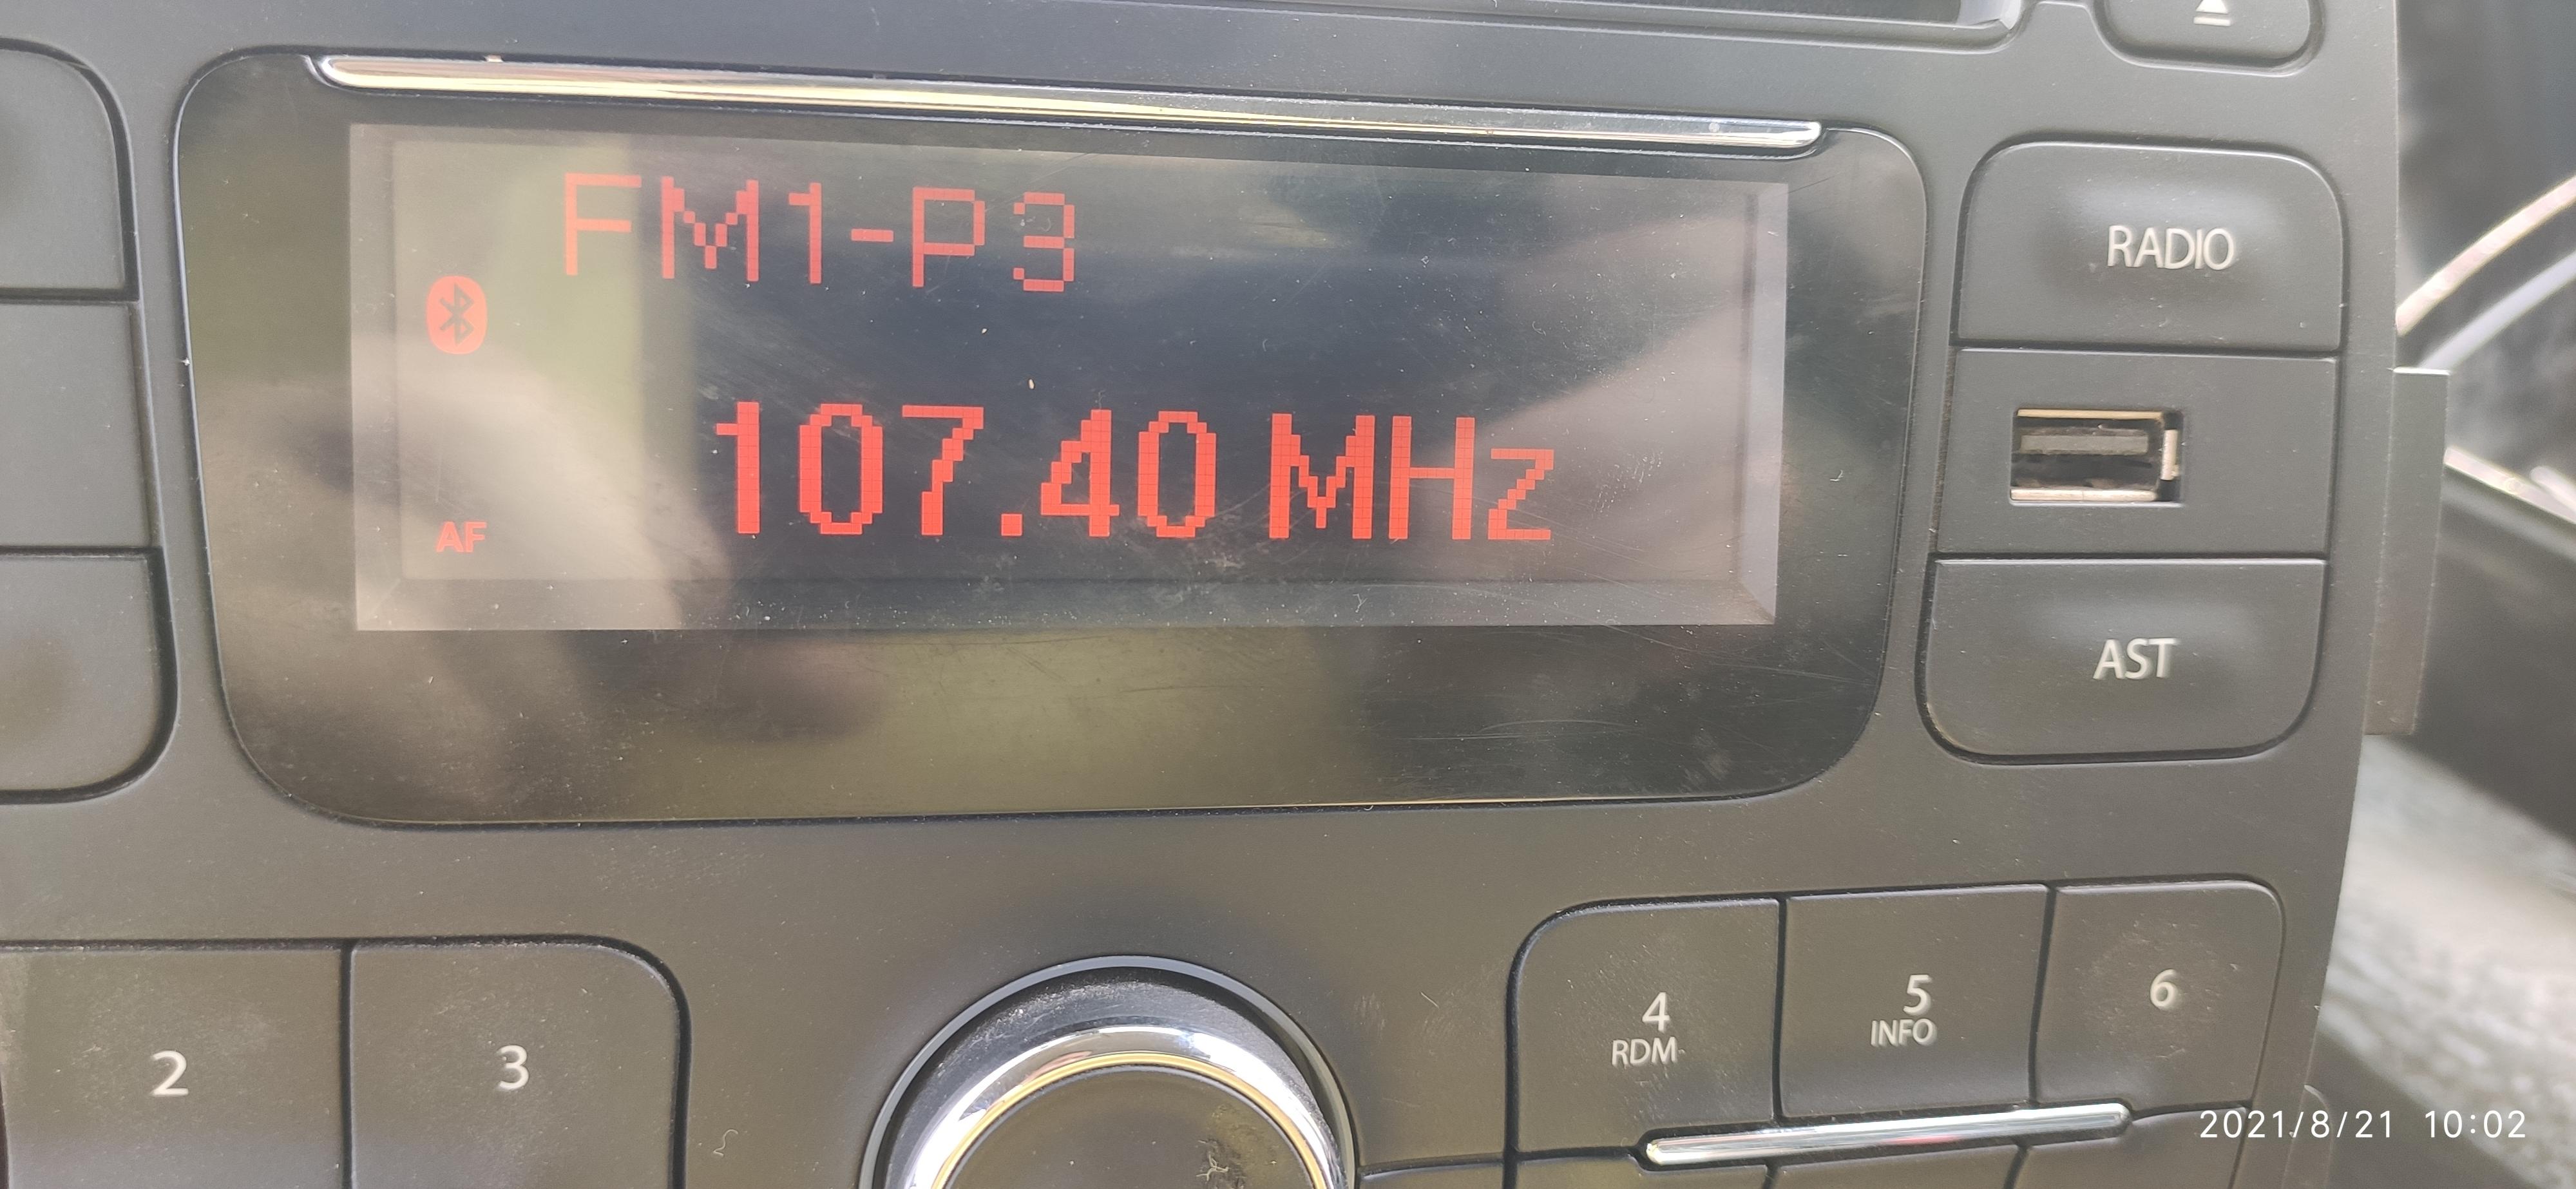 FM1-P3
107.40 MHz
AF
RADIO
AST
2
3
4
RDM
5
INFO
6
2021/8/21 10:02